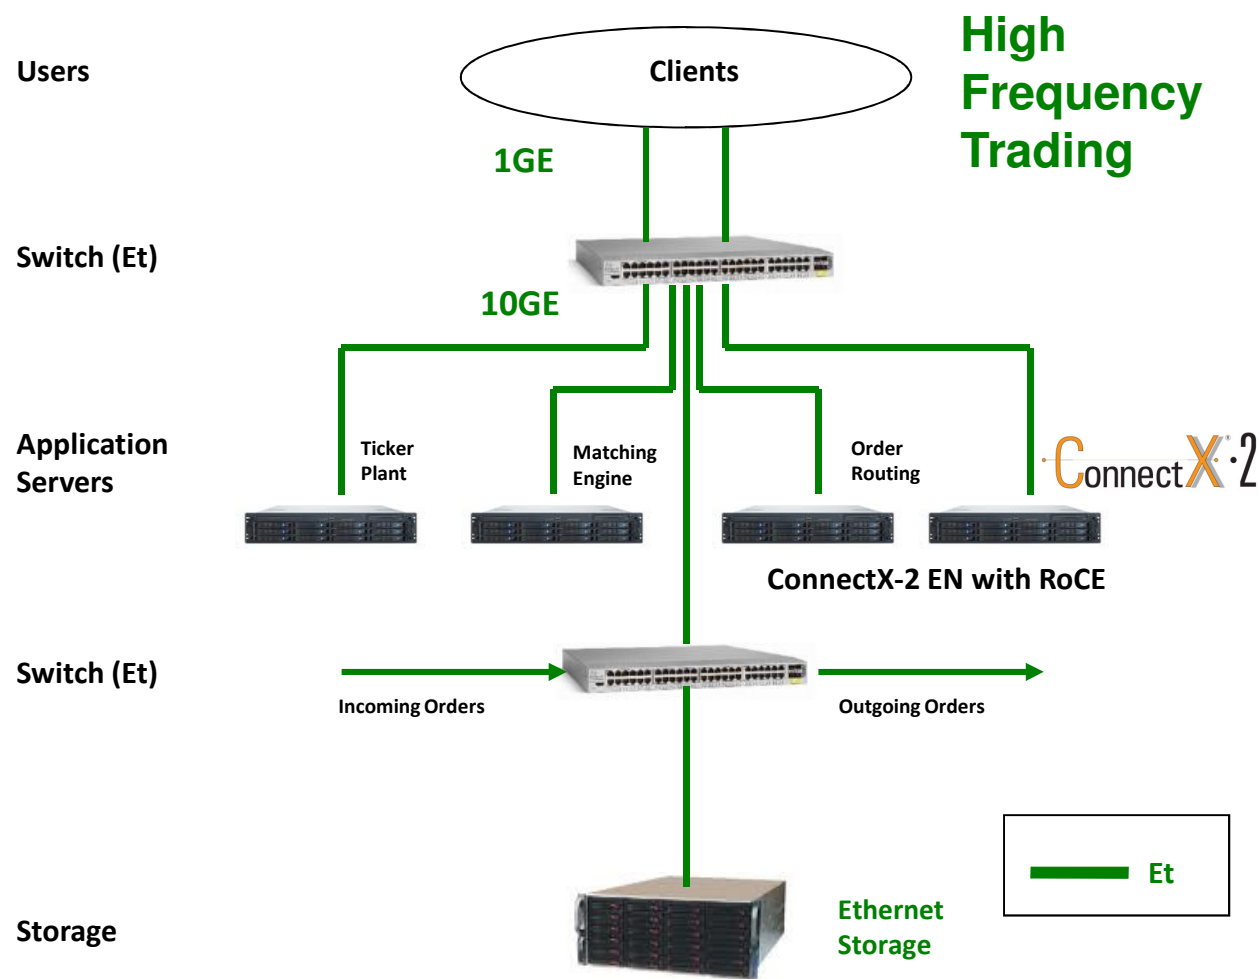 High
Frequency
Trading
Users
Clients
1GE
Switch (Et)
10GE
Application
Servers
Ticker
Plant
Matching
Engine
Order
Routing
ConnectX®·2
ConnectX-2 EN with RoCE
Switch (Et)
Incoming Orders
Outgoing Orders
Et
Storage
Ethernet
Storage